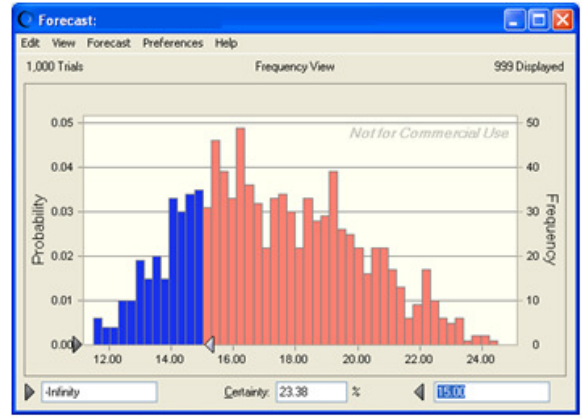 Forecast:
Edit View Forecast Preferences Help
1,000 Trials Frequency View 999 Displayed
Not for Commercial Use
0.05 50
0.04 40
0.03 30
0.02 20
0.01 10
0.00 0
Probability
Frequency
12.00 14.00 16.00 18.00 20.00 22.00 24.00
-Infinity Certainty: 23.38 % 15.00